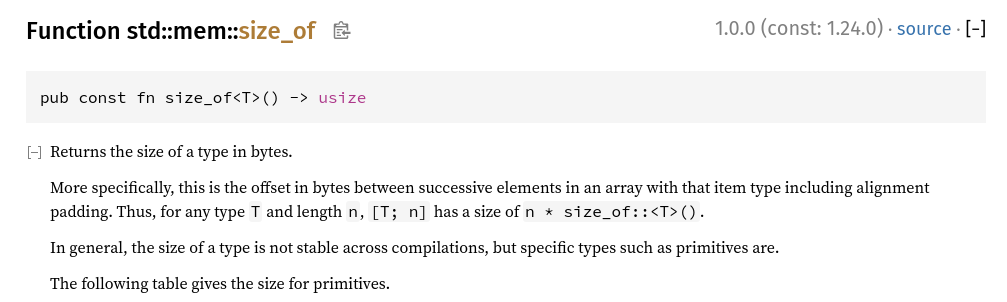 Function std::mem::size_of 1.0.0 (const: 1.24.0) · source · [−]
pub const fn size_of<T>() -> usize
[−] Returns the size of a type in bytes.
More specifically, this is the offset in bytes between successive elements in an array with that item type including alignment
padding. Thus, for any type T and length n, [T; n] has a size of n * size_of::<T>().
In general, the size of a type is not stable across compilations, but specific types such as primitives are.
The following table gives the size for primitives.